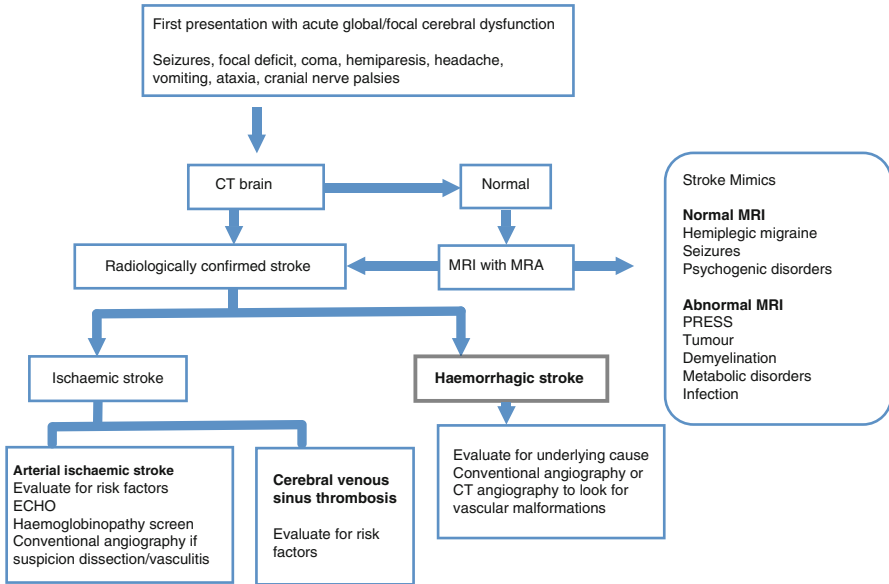 First presentation with acute global/focal cerebral dysfunction
Seizures, focal deficit, coma, hemiparesis, headache,
vomiting, ataxia, cranial nerve palsies
CT brain
Normal
Radiologically confirmed stroke
MRI with MRA
Stroke Mimics
Normal MRI
Hemiplegic migraine
Seizures
Psychogenic disorders
Abnormal MRI
PRESS
Tumour
Demyelination
Metabolic disorders
Infection
Ischaemic stroke
Haemorrhagic stroke
Arterial ischaemic stroke
Evaluate for risk factors
ECHO
Haemoglobinopathy screen
Conventional angiography if
suspicion dissection/vasculitis
Cerebral venous
sinus thrombosis
Evaluate for risk
factors
Evaluate for underlying cause
Conventional angiography or
CT angiography to look for
vascular malformations